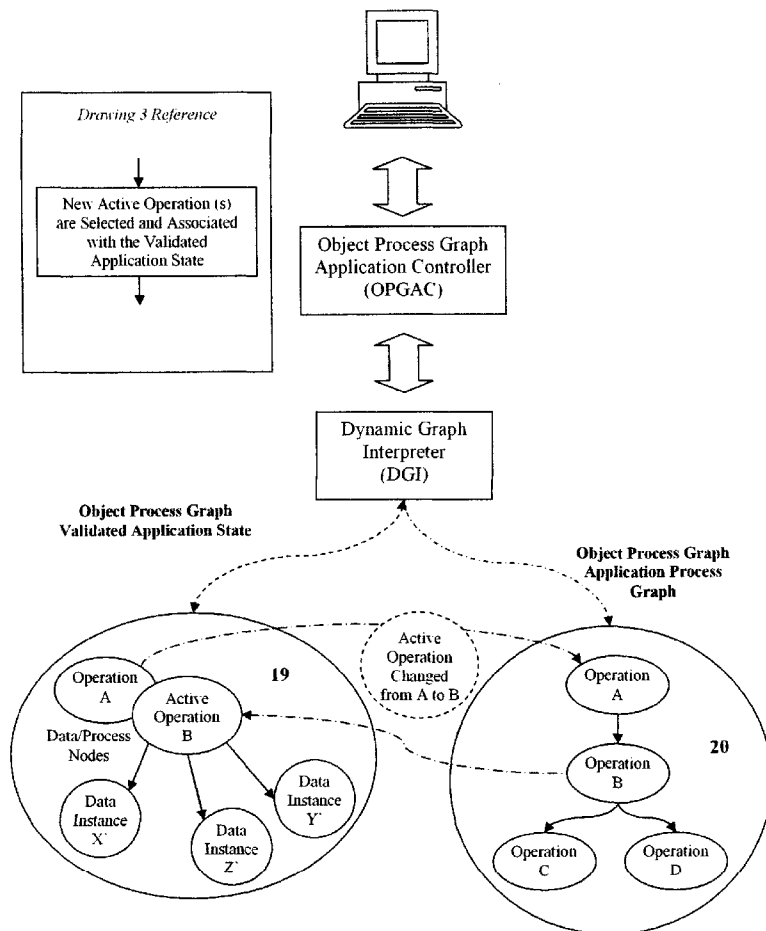 Drawing 3 Reference
New Active Operation (s)
are Selected and Associated
with the Validated
Application State
Object Process Graph
Application Controller
(OPGAC)
Dynamic Graph
Interpreter
(DGI)
Object Process Graph
Validated Application State
Object Process Graph
Application Process
Graph
Operation
A
Active
Operation
B
19
Data/Process
Nodes
Data
Instance
X'
Data
Instance
Z'
Data
Instance
Y'
Active
Operation
Changed
from A to B
Operation
A
Operation
B
20
Operation
C
Operation
D